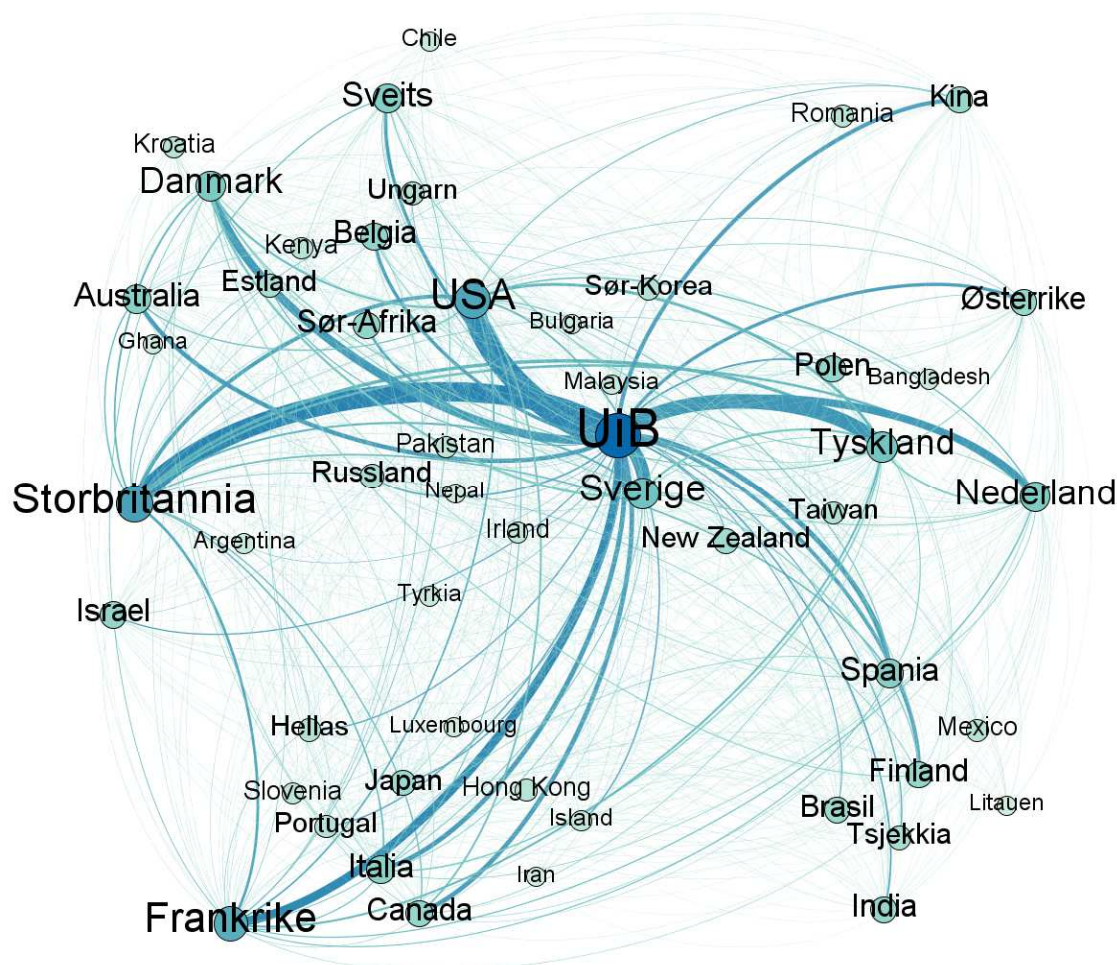 Chile
Sveits
Kina
Romania
Kroatia
Danmark
Ungarn
Belgia
Kenya
Estland
USA
Sør-Korea
Australia
Østerrike
Sør-Afrika
Bulgaria
Ghana
Polen
Bangladesh
Malaysia
UiB
Pakistan
Tyskland
Russland
Nepal
Sverige
Storbritannia
Nederland
Taiwan
Argentina
Irland
New Zealand
Tyrkia
Israel
Spania
Hellas
Luxembourg
Mexico
Finland
Slovenia
Japan
Hong Kong
Brasil
Litauen
Portugal
Island
Tsjekkia
Italia
Iran
Frankrike
Canada
India